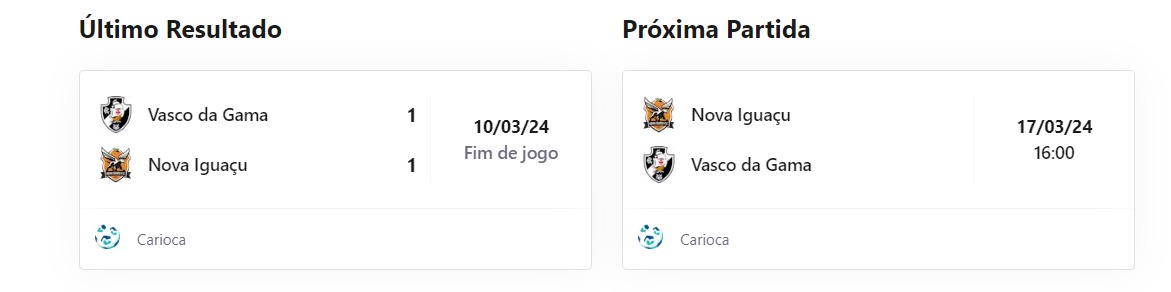 Último Resultado
Vasco da Gama 1
Nova Iguaçu 1
10/03/24
Fim de jogo
Carioca
Próxima Partida
Nova Iguaçu
Vasco da Gama
17/03/24
16:00
Carioca